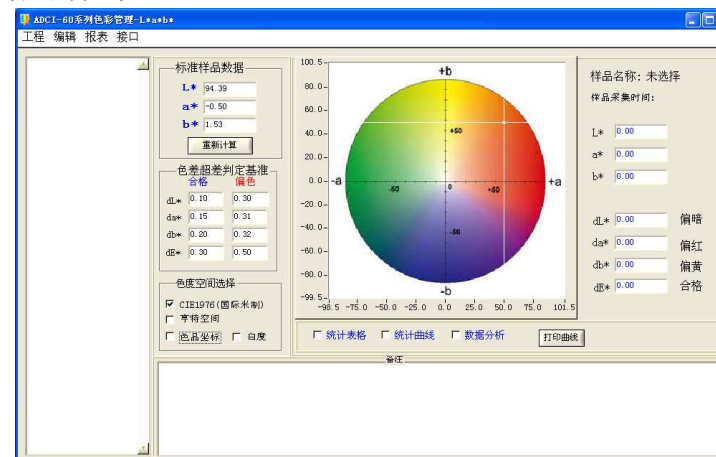 ADCI-60系列色彩管理-L*a*b*
工程 编辑 报表 接口
标准样品数据
L* 94.39
a* -0.50
b* 1.53
重新计算
色差超差判定基准
合格 偏色
dL* 0.10 0.30
da* 0.15 0.31
db* 0.20 0.32
dE* 0.30 0.50
色度空间选择
CIE1976(国际米制)
亨特空间
色品坐标 白度
100.5
80.0
60.0
40.0
20.0
0.0
-20.0
-40.0
-60.0
-80.0
-99.5
-98.5 -75.0 -50.0 -25.0 0.0 25.0 50.0 75.0 101.5
+b
+50
-a -50 0 +50 +a
-50
-b
统计表格 统计曲线 数据分析 打印曲线
样品名称: 未选择
样品采集时间:
L* 0.00
a* 0.00
b* 0.00
dL* 0.00 偏暗
da* 0.00 偏红
db* 0.00 偏黄
dE* 0.00 合格
备注